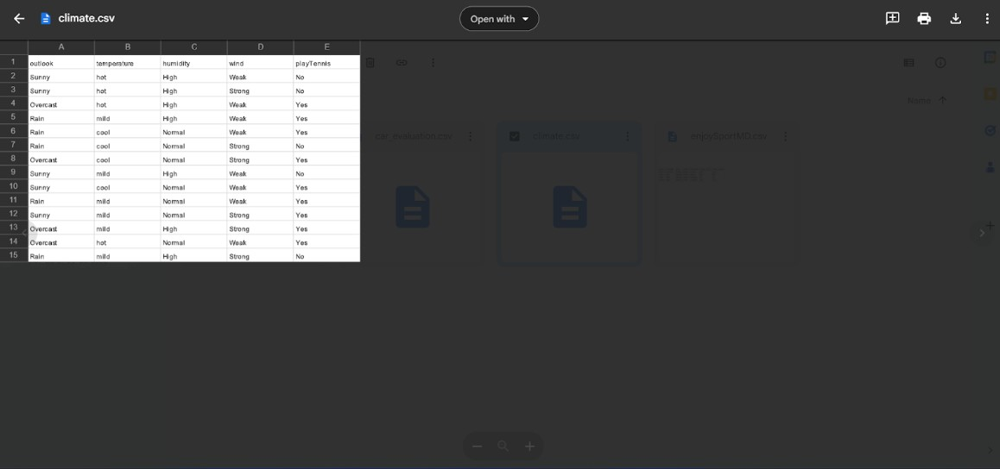 climate.csv
Open with
A B C D E
1 outlook temperature humidity wind playTennis
2 Sunny hot High Weak No
3 Sunny hot High Strong No
4 Overcast hot High Weak Yes
5 Rain mild High Weak Yes
6 Rain cool Normal Weak Yes
7 Rain cool Normal Strong No
8 Overcast cool Normal Strong Yes
9 Sunny mild High Weak No
10 Sunny cool Normal Weak Yes
11 Rain mild Normal Weak Yes
12 Sunny mild Normal Strong Yes
13 Overcast mild High Strong Yes
14 Overcast hot Normal Weak Yes
15 Rain mild High Strong No
Name
car_evaluation.csv climate.csv